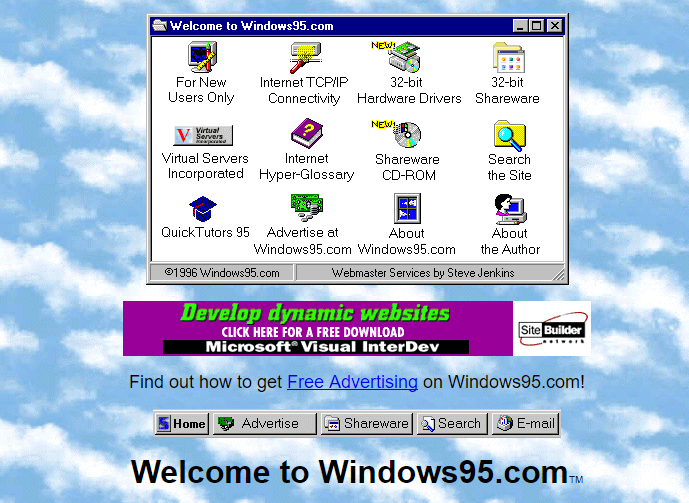 Welcome to Windows95.com
For New
Users Only
Internet TCP/IP
Connectivity
NEW!
32-bit
Hardware Drivers
32-bit
Shareware
V Virtual
Servers
Incorporated
Virtual Servers
Incorporated
Internet
Hyper-Glossary
NEW!
Shareware
CD-ROM
Search
the Site
QuickTutors 95
Advertise at
Windows95.com
About
Windows95.com
About
the Author
©1996 Windows95.com
Webmaster Services by Steve Jenkins
Develop dynamic websites
CLICK HERE FOR A FREE DOWNLOAD
Microsoft® Visual InterDev
Site Builder
network
Find out how to get Free Advertising on Windows95.com!
Home Advertise Shareware Search E-mail
Welcome to Windows95.com TM